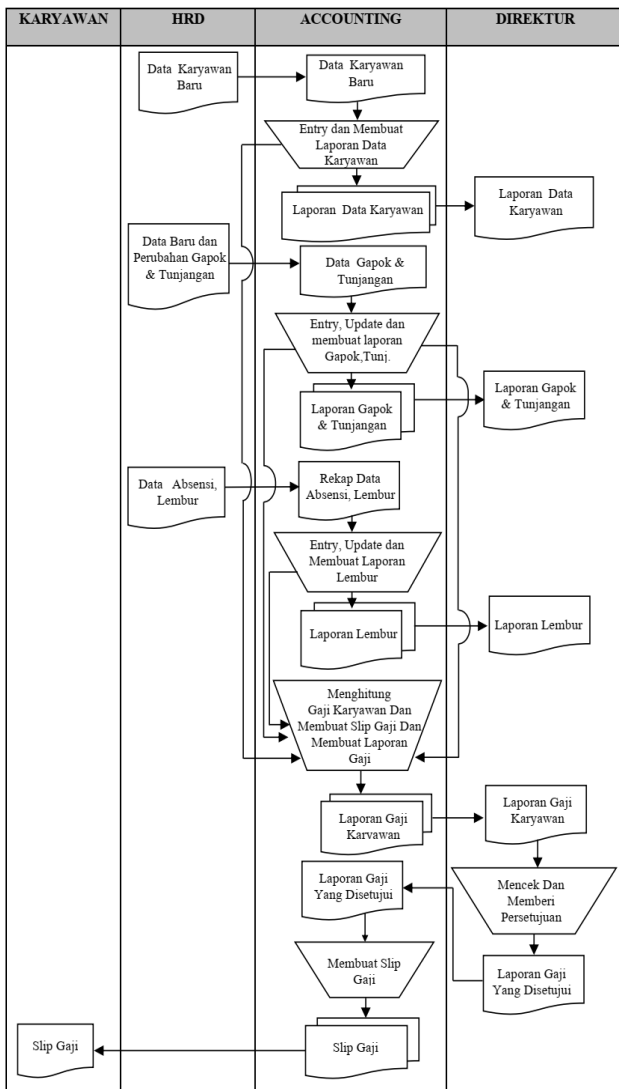 KARYAWAN HRD ACCOUNTING DIREKTUR
Data Karyawan
Baru
Data Karyawan
Baru
Entry dan Membuat
Laporan Data
Karyawan
Laporan Data Karyawan
Laporan Data
Karyawan
Data Baru dan
Perubahan Gapok
& Tunjangan
Data Gapok &
Tunjangan
Entry, Update dan
membuat laporan
Gapok,Tunj.
Laporan Gapok
& Tunjangan
Laporan Gapok
& Tunjangan
Data Absensi,
Lembur
Rekap Data
Absensi, Lembur
Entry, Update dan
Membuat Laporan
Lembur
Laporan Lembur
Laporan Lembur
Menghitung
Gaji Karyawan Dan
Membuat Slip Gaji Dan
Membuat Laporan
Gaji
Laporan Gaji
Karyawan
Laporan Gaji
Karyawan
Mencek Dan
Memberi
Persetujuan
Laporan Gaji
Yang Disetujui
Laporan Gaji
Yang Disetujui
Membuat Slip
Gaji
Slip Gaji
Slip Gaji